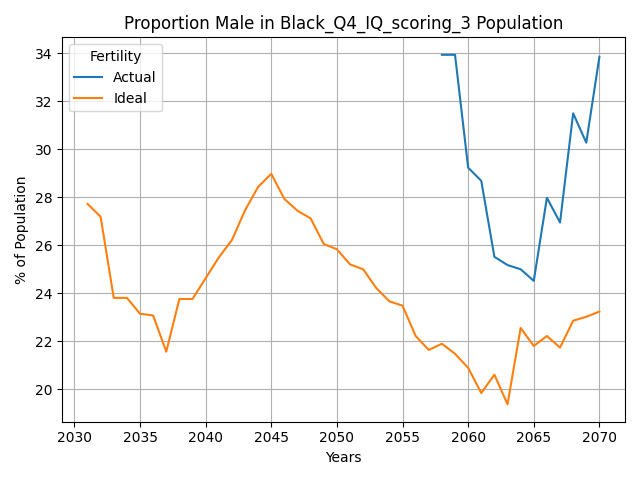 Proportion Male in Black_Q4_IQ_scoring_3 Population
Fertility
Actual
Ideal
% of Population
34
32
30
28
26
24
22
20
2030 2035 2040 2045 2050 2055 2060 2065 2070
Years